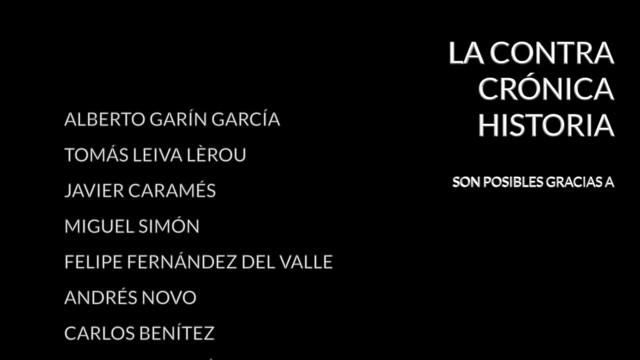 LA CONTRA
CRÓNICA
HISTORIA
SON POSIBLES GRACIAS A
ALBERTO GARÍN GARCÍA
TOMÁS LEIVA LÈROU
JAVIER CARAMÉS
MIGUEL SIMÓN
FELIPE FERNÁNDEZ DEL VALLE
ANDRÉS NOVO
CARLOS BENÍTEZ